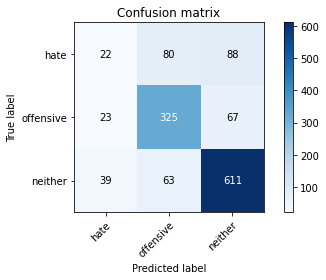 Confusion matrix
True label
hate 22 80 88
offensive 23 325 67
neither 39 63 611
hate offensive neither
Predicted label
600
500
400
300
200
100